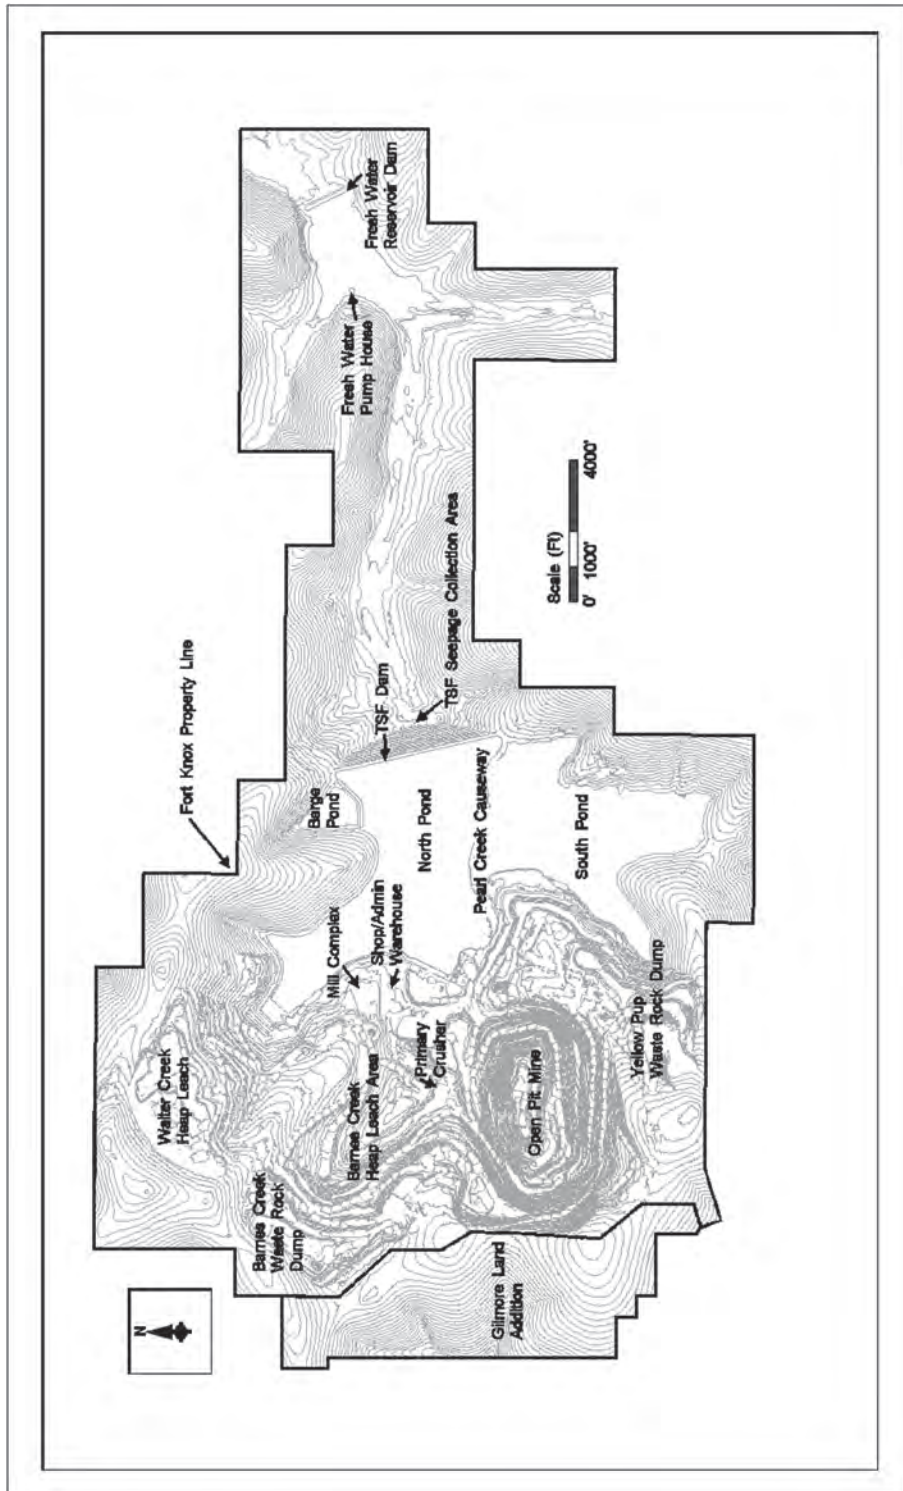 N
Fort Knox Property Line
Walter Creek
Heap Leach
Barnes Creek
Waste Rock
Dump
Mill Complex
Shop/Admin
Warehouse
Barge
Pond
TSF Dam
TSF Seepage Collection Area
Fresh Water
Pump House
Fresh Water
Reservoir Dam
Barnes Creek
Heap Leach Area
Primary
Crusher
North Pond
Pearl Creek Causeway
Gilmore Land
Addition
Open Pit Mine
South Pond
Yellow Pup
Waste Rock Dump
Scale (Ft)
0' 1000' 4000'